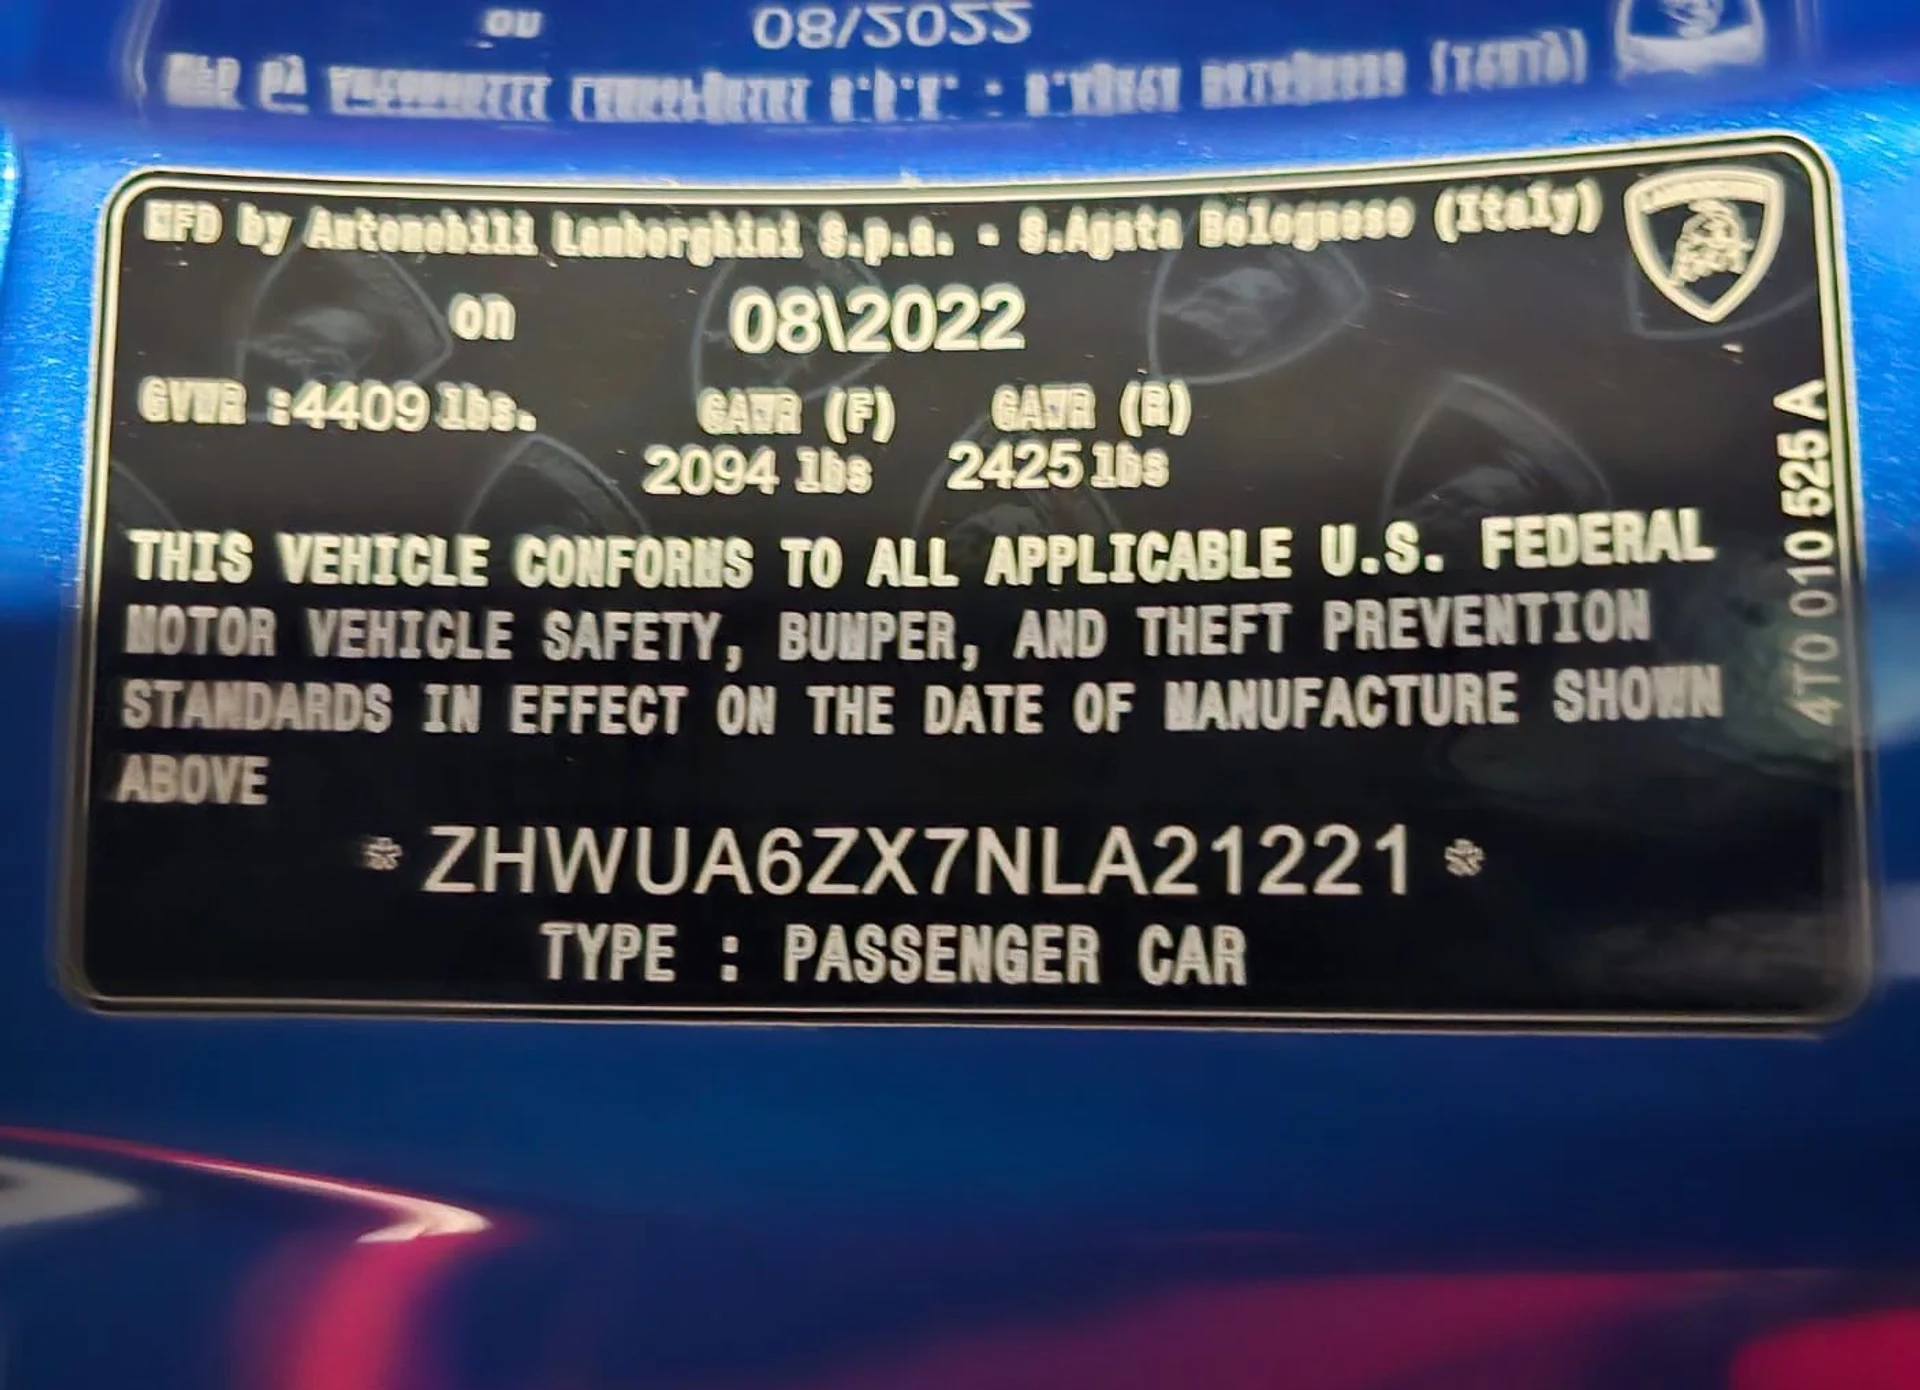 MFD by Automobili Lamborghini S.p.a. - S.Agata Bolognese (Italy)
on 08\2022
GVWR :4409 lbs. GAWR (F) GAWR (R)
2094 lbs 2425 lbs
THIS VEHICLE CONFORMS TO ALL APPLICABLE U.S. FEDERAL
MOTOR VEHICLE SAFETY, BUMPER, AND THEFT PREVENTION
STANDARDS IN EFFECT ON THE DATE OF MANUFACTURE SHOWN
ABOVE
* ZHWUA6ZX7NLA21221 *
TYPE : PASSENGER CAR
4T0 010 525 A